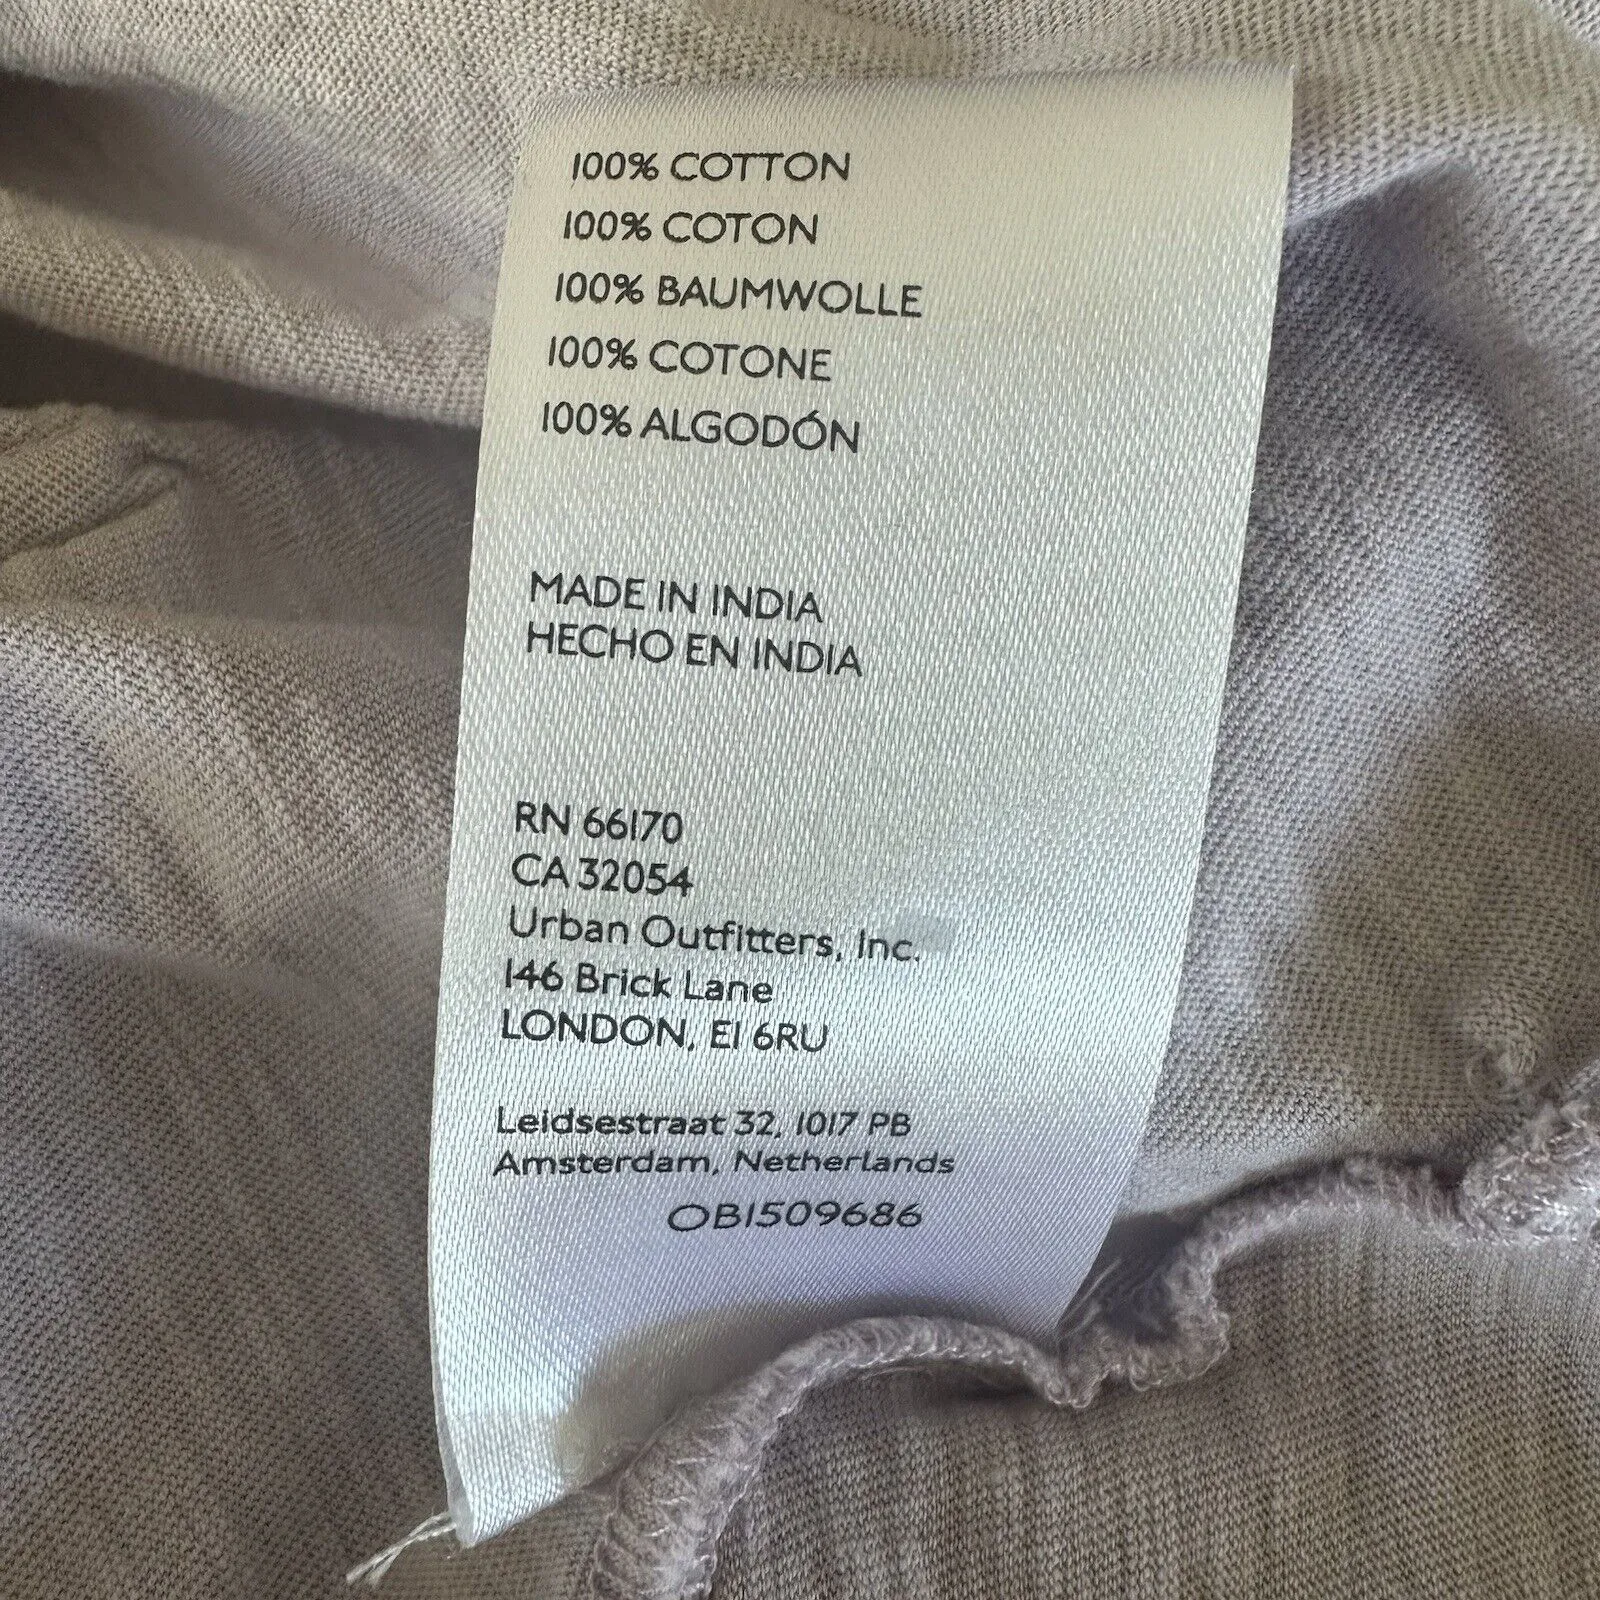 100% COTTON
100% COTON
100% BAUMWOLLE
100% COTONE
100% ALGODÓN
MADE IN INDIA
HECHO EN INDIA
RN 66170
CA 32054
Urban Outfitters, Inc.
146 Brick Lane
LONDON, E1 6RU
Leidsestraat 32, 1017 PB
Amsterdam, Netherlands
OB1509686